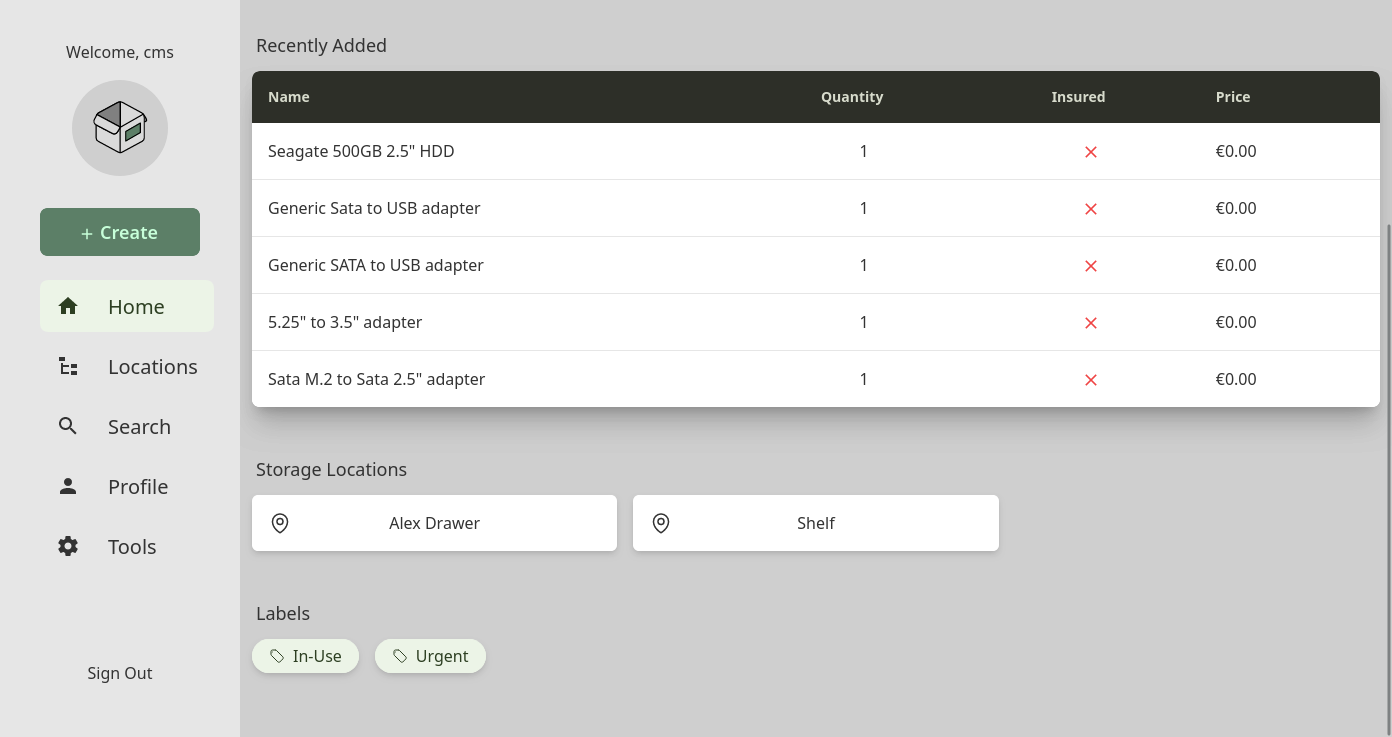 Welcome, cms
+ Create
Home
Locations
Search
Profile
Tools
Sign Out
Recently Added
Name Quantity Insured Price
Seagate 500GB 2.5" HDD 1 €0.00
Generic Sata to USB adapter 1 €0.00
Generic SATA to USB adapter 1 €0.00
5.25" to 3.5" adapter 1 €0.00
Sata M.2 to Sata 2.5" adapter 1 €0.00
Storage Locations
Alex Drawer Shelf
Labels
In-Use Urgent